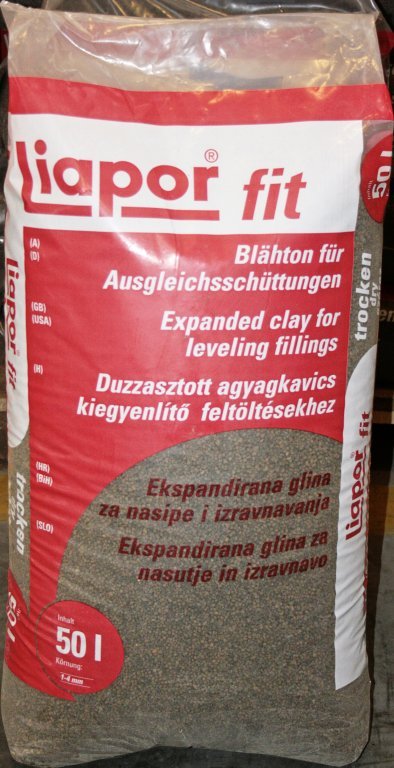 liapor® fit
(A)
(D)
Blähton für
Ausgleichsschüttungen
(GB)
(USA)
Expanded clay for
leveling fillings
(H)
Duzzasztott agyagkavics
kiegyenlítő feltöltésekhez
(HR)
(BiH)
Ekspandirana glina
za nasipe i izravnavanja
(SLO)
Ekspandirana glina za
nasutje in izravnavo
Inhalt
50 l
Körnung:
1-4 mm
liapor® fit
trocken
50 l
trocken
dry
liapor® fit